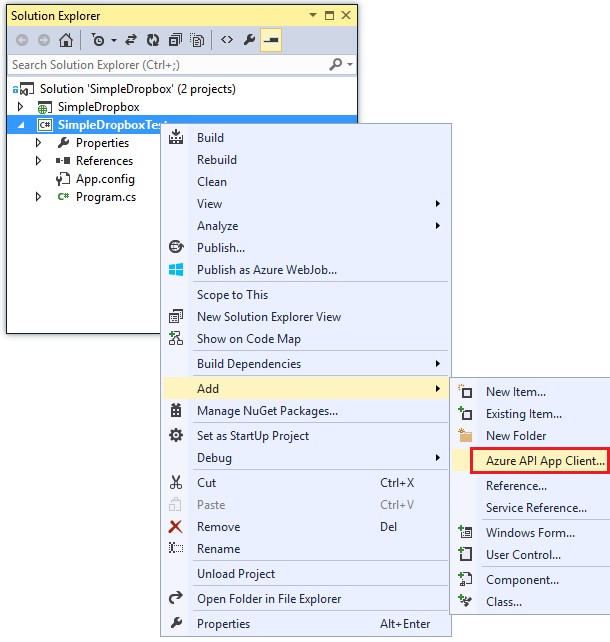 Solution Explorer
Search Solution Explorer (Ctrl+;)
Solution 'SimpleDropbox' (2 projects)
SimpleDropbox
Properties
References
App.config
Program.cs
Build
Rebuild
Clean
View
Analyze
Publish...
Publish as Azure WebJob...
Scope to This
New Solution Explorer View
Show on Code Map
Build Dependencies
Add
Manage NuGet Packages...
Set as StartUp Project
Debug
Cut Ctrl+X
Paste Ctrl+V
Remove Del
Rename
Unload Project
Open Folder in File Explorer
Properties Alt+Enter
New Item...
Existing Item...
New Folder
Azure API App Client...
Reference...
Service Reference...
Windows Form...
User Control...
Component...
Class...